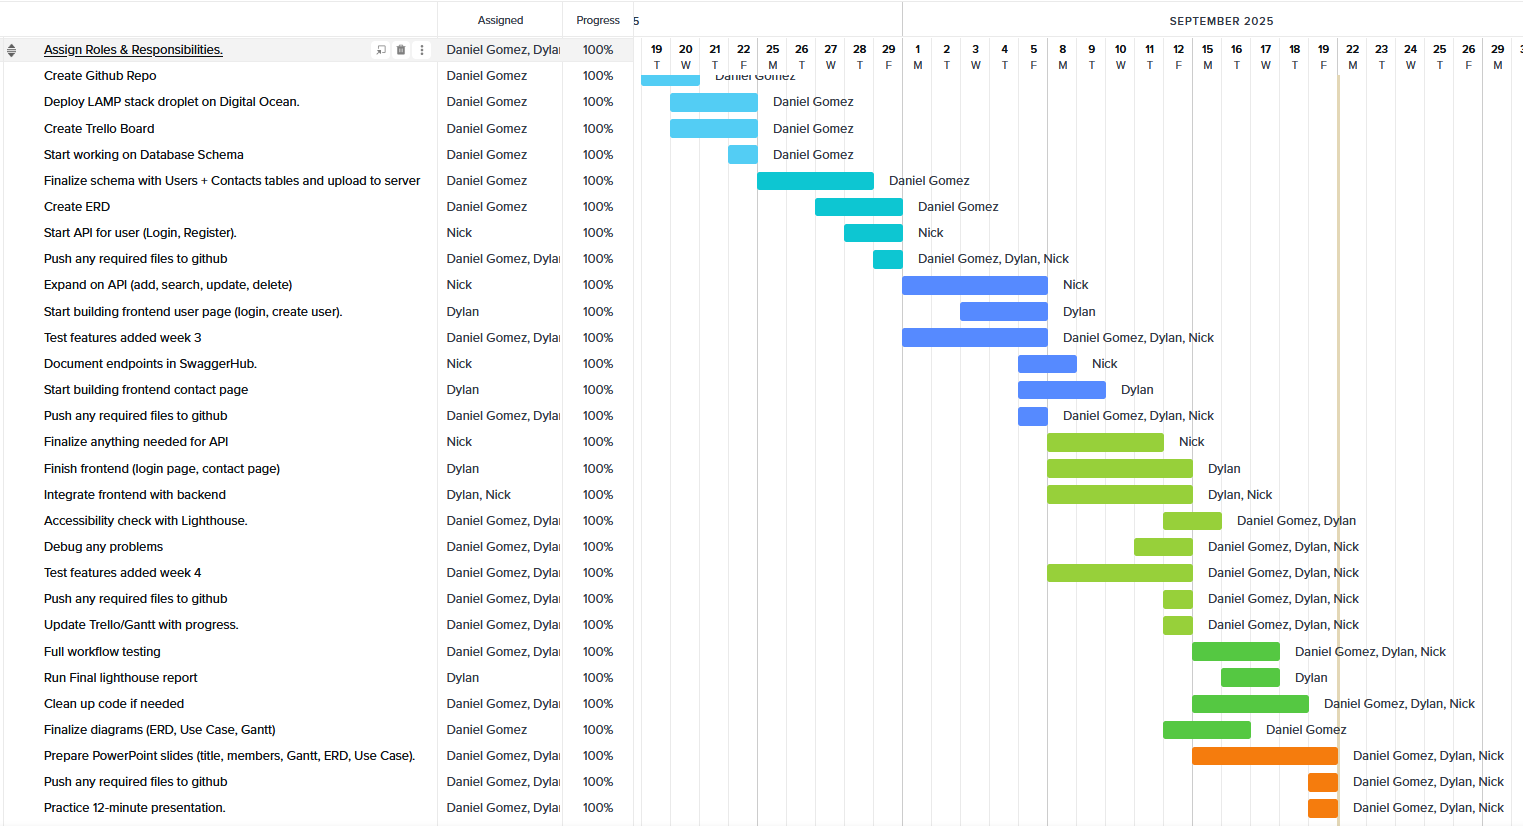 Assigned Progress 5 SEPTEMBER 2025
Assign Roles & Responsibilities. Daniel Gomez, Dylan 100% 19 20 21 22 25 26 27 28 29 1 2 3 4 5 8 9 10 11 12 15 16 17 18 19 22 23 24 25 26 29
T W T F M T W T F M T W T F M T W T F M T W T F M T W T F M
Create Github Repo Daniel Gomez 100% Daniel Gomez
Deploy LAMP stack droplet on Digital Ocean. Daniel Gomez 100% Daniel Gomez
Create Trello Board Daniel Gomez 100% Daniel Gomez
Start working on Database Schema Daniel Gomez 100% Daniel Gomez
Finalize schema with Users + Contacts tables and upload to server Daniel Gomez 100% Daniel Gomez
Create ERD Daniel Gomez 100% Daniel Gomez
Start API for user (Login, Register). Nick 100% Nick
Push any required files to github Daniel Gomez, Dylan 100% Daniel Gomez, Dylan, Nick
Expand on API (add, search, update, delete) Nick 100% Nick
Start building frontend user page (login, create user). Dylan 100% Dylan
Test features added week 3 Daniel Gomez, Dylan 100% Daniel Gomez, Dylan, Nick
Document endpoints in SwaggerHub. Nick 100% Nick
Start building frontend contact page Dylan 100% Dylan
Push any required files to github Daniel Gomez, Dylan 100% Daniel Gomez, Dylan, Nick
Finalize anything needed for API Nick 100% Nick
Finish frontend (login page, contact page) Dylan 100% Dylan
Integrate frontend with backend Dylan, Nick 100% Dylan, Nick
Accessibility check with Lighthouse. Daniel Gomez, Dylan 100% Daniel Gomez, Dylan
Debug any problems Daniel Gomez, Dylan 100% Daniel Gomez, Dylan, Nick
Test features added week 4 Daniel Gomez, Dylan 100% Daniel Gomez, Dylan, Nick
Push any required files to github Daniel Gomez, Dylan 100% Daniel Gomez, Dylan, Nick
Update Trello/Gantt with progress. Daniel Gomez, Dylan 100% Daniel Gomez, Dylan, Nick
Full workflow testing Daniel Gomez, Dylan 100% Daniel Gomez, Dylan, Nick
Run Final lighthouse report Dylan 100% Dylan
Clean up code if needed Daniel Gomez, Dylan 100% Daniel Gomez, Dylan, Nick
Finalize diagrams (ERD, Use Case, Gantt) Daniel Gomez 100% Daniel Gomez
Prepare PowerPoint slides (title, members, Gantt, ERD, Use Case). Daniel Gomez, Dylan 100% Daniel Gomez, Dylan, Nick
Push any required files to github Daniel Gomez, Dylan 100% Daniel Gomez, Dylan, Nick
Practice 12-minute presentation. Daniel Gomez, Dylan 100% Daniel Gomez, Dylan, Nick